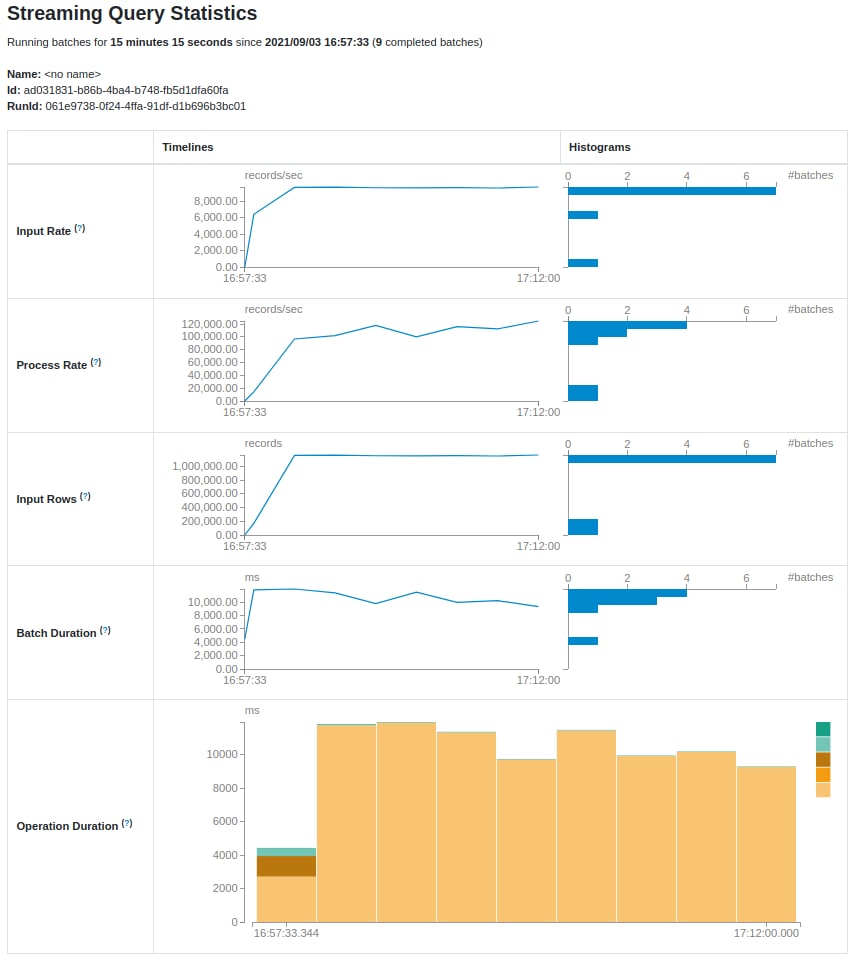 Streaming Query Statistics
Running batches for 15 minutes 15 seconds since 2021/09/03 16:57:33 (9 completed batches)
Name: <no name>
Id: ad031831-b86b-4ba4-b748-fb5d1dfa60fa
RunId: 061e9738-0f24-4ffa-91df-d1b696b3bc01
Timelines Histograms
Input Rate (?)
records/sec
8,000.00
6,000.00
4,000.00
2,000.00
0.00
16:57:33 17:12:00
0 2 4 6 #batches
Process Rate (?)
records/sec
120,000.00
100,000.00
80,000.00
60,000.00
40,000.00
20,000.00
0.00
16:57:33 17:12:00
0 2 4 6 #batches
Input Rows (?)
records
1,000,000.00
800,000.00
600,000.00
400,000.00
200,000.00
0.00
16:57:33 17:12:00
0 2 4 6 #batches
Batch Duration (?)
ms
10,000.00
8,000.00
6,000.00
4,000.00
2,000.00
0.00
16:57:33 17:12:00
0 2 4 6 #batches
Operation Duration (?)
ms
10000
8000
6000
4000
2000
0
16:57:33.344 17:12:00.000